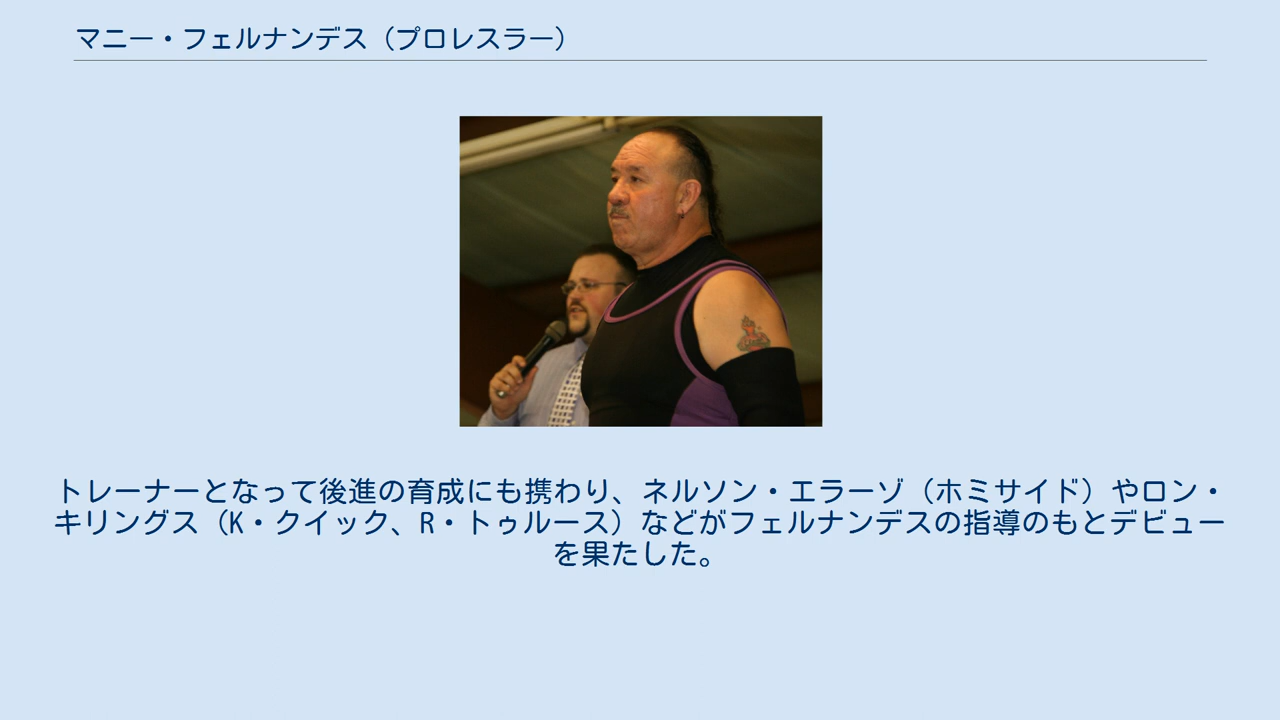 マニー・フェルナンデス（プロレスラー）
トレーナーとなって後進の育成にも携わり、ネルソン・エラーゾ（ホミサイド）やロン・
キリングス（K・クイック、R・トゥルース）などがフェルナンデスの指導のもとデビュー
を果たした。